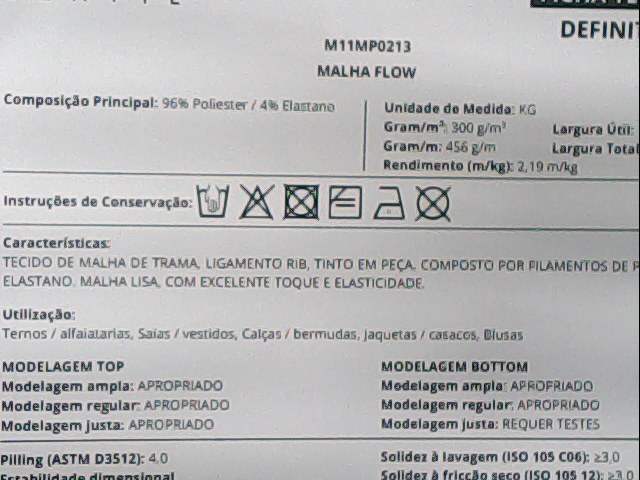 DEFINI
M11MP0213
MALHA FLOW
Composição Principal: 96% Poliester / 4% Elastano
Unidade de Medida: KG
Gram/m²: 300 g/m² Largura Útil:
Gram/m: 456 g/m Largura Total
Rendimento (m/kg): 2,19 m/kg
Instruções de Conservação:
Características:
TECIDO DE MALHA DE TRAMA, LIGAMENTO RIB, TINTO EM PEÇA. COMPOSTO POR FILAMENTOS DE
ELASTANO. MALHA LISA, COM EXCELENTE TOQUE E ELASTICIDADE.
Utilização:
Ternos / alfaiatarias, Saias / vestidos, Calças / bermudas, Jaquetas / casacos, Blusas
MODELAGEM TOP
Modelagem ampla: APROPRIADO
Modelagem regular: APROPRIADO
Modelagem justa: APROPRIADO
MODELAGEM BOTTOM
Modelagem ampla: APROPRIADO
Modelagem regular: APROPRIADO
Modelagem justa: REQUER TESTES
Pilling (ASTM D3512): 4,0
Estabilidade dimensional
Solidez à lavagem (ISO 105 C06): ≥3,0
Solidez à fricção seco (ISO 105 12): ≥3,0